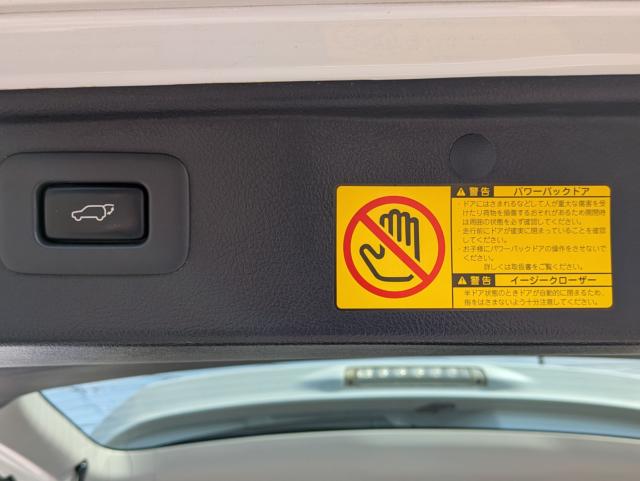 警告 パワーバックドア
・ドアにはさまれるなどして人が重大な傷害を受
けたり荷物を損傷するおそれがあるため開閉時
は周囲の状態を必ず確認してください。
・走行前にドアが確実に閉まっていることを確認
してください。
・お子様にパワーバックドアの操作をさせないで
ください。
詳しくは取扱書をご覧ください。
警告 イージークローザー
半ドア状態のときドアが自動的に閉まるため、
指をはさまないよう十分注意してください。